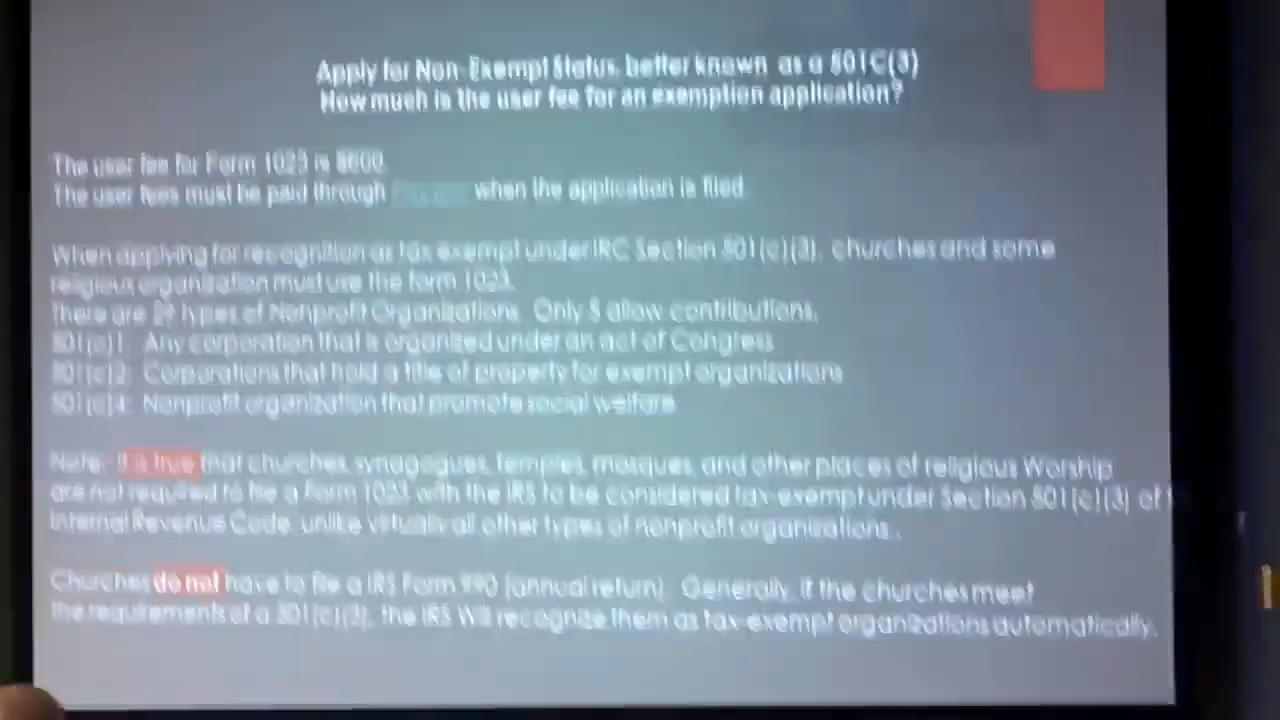 Apply for Non-Exempt Status, better known as a 501C(3)
How much is the user fee for an exemption application?
The user fee for Form 1023 is $600.
The user fees must be paid through when the application is filed.
When applying for recognition as tax exempt under IRC Section 501(c)(3), churches and some
religious organization must use the form 1023.
There are 29 types of Nonprofit Organizations. Only 5 allow contributions.
501(c)1: Any corporation that is organized under an act of Congress
501(c)2: Corporations that hold a title of property for exempt organizations
501(c)4: Nonprofit organization that promote social welfare
Note: It is true that churches, synagogues, temples, mosques, and other places of religious Worship
are not required to file a Form 1023 with the IRS to be considered tax-exempt under Section 501(c)(3) of
Internal Revenue Code, unlike virtually all other types of nonprofit organizations.
Churches do not have to file a IRS Form 990 (annual return). Generally, if the churches meet
the requirements of a 501(c)(3), the IRS Will recognize them as tax-exempt organizations automatically.